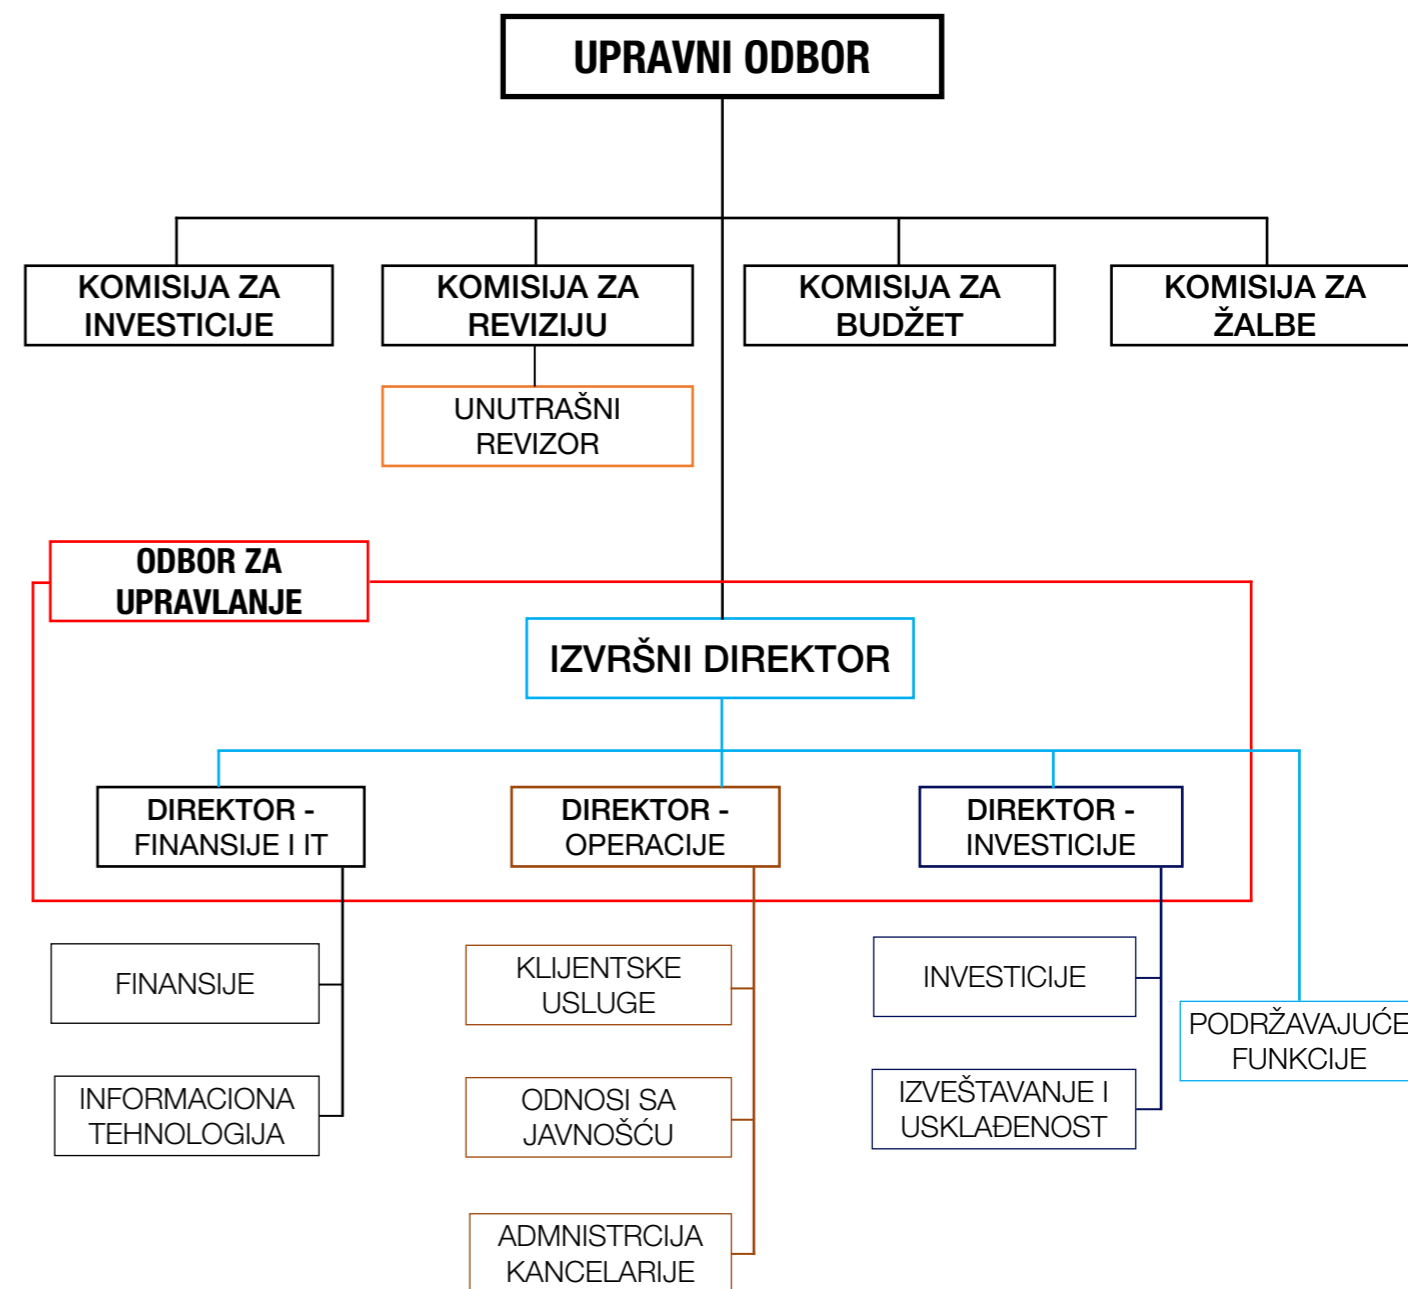 UPRAVNI ODBOR
KOMISIJA ZA
INVESTICIJE
KOMISIJA ZA
REVIZIJU
KOMISIJA ZA
BUDŽET
KOMISIJA ZA
ŽALBE
UNUTRAŠNI
REVIZOR
ODBOR ZA
UPRAVLANJE
IZVRŠNI DIREKTOR
DIREKTOR -
FINANSIJE I IT
DIREKTOR -
OPERACIJE
DIREKTOR -
INVESTICIJE
FINANSIJE
INFORMACIONA
TEHNOLOGIJA
KLIJENTSKE
USLUGE
ODNOSI SA
JAVNOŠĆU
ADMNISTRCIJA
KANCELARIJE
INVESTICIJE
IZVEŠTAVANJE I
USKLAĐENOST
PODRŽAVAJUĆE
FUNKCIJE